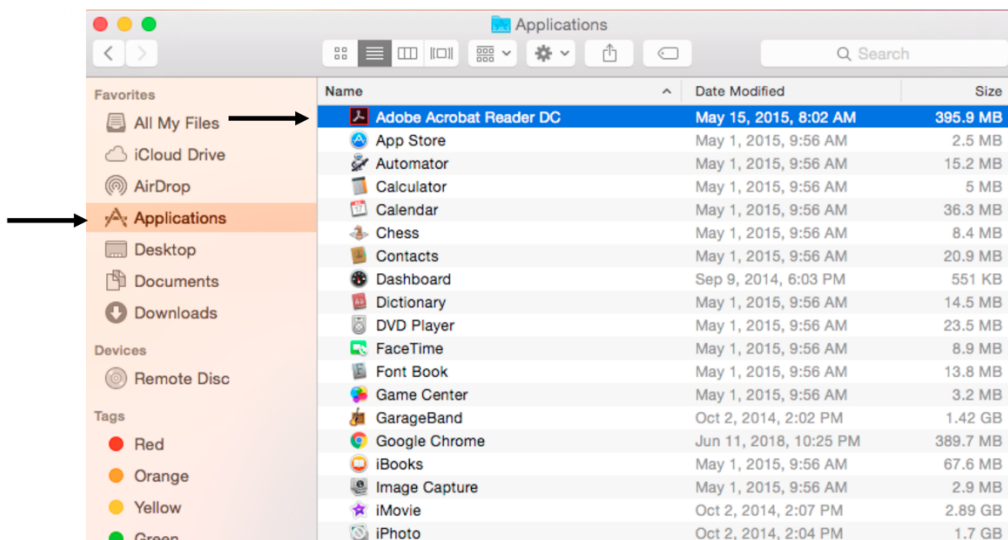 Applications
Search
Favorites
All My Files
iCloud Drive
AirDrop
Applications
Desktop
Documents
Downloads
Devices
Remote Disc
Tags
Red
Orange
Yellow
Green
Name Date Modified Size
Adobe Acrobat Reader DC May 15, 2015, 8:02 AM 395.9 MB
App Store May 1, 2015, 9:56 AM 2.5 MB
Automator May 1, 2015, 9:56 AM 15.2 MB
Calculator May 1, 2015, 9:56 AM 5 MB
Calendar May 1, 2015, 9:56 AM 36.3 MB
Chess May 1, 2015, 9:56 AM 8.4 MB
Contacts May 1, 2015, 9:56 AM 20.9 MB
Dashboard Sep 9, 2014, 6:03 PM 551 KB
Dictionary May 1, 2015, 9:56 AM 14.5 MB
DVD Player May 1, 2015, 9:56 AM 23.5 MB
FaceTime May 1, 2015, 9:56 AM 8.9 MB
Font Book May 1, 2015, 9:56 AM 13.8 MB
Game Center May 1, 2015, 9:56 AM 3.2 MB
GarageBand Oct 2, 2014, 2:02 PM 1.42 GB
Google Chrome Jun 11, 2018, 10:25 PM 389.7 MB
iBooks May 1, 2015, 9:56 AM 67.6 MB
Image Capture May 1, 2015, 9:56 AM 2.9 MB
iMovie Oct 2, 2014, 2:07 PM 2.89 GB
iPhoto Oct 2, 2014, 2:04 PM 1.7 GB